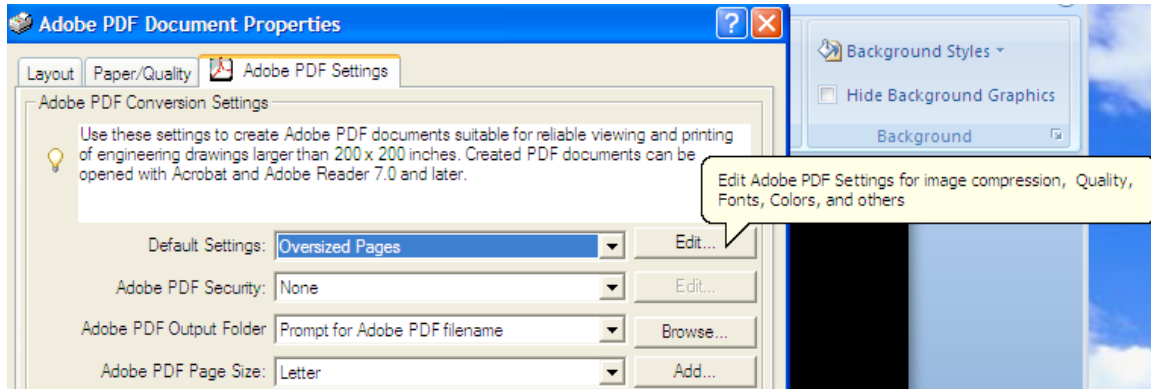 Adobe PDF Document Properties
Layout Paper/Quality Adobe PDF Settings
Adobe PDF Conversion Settings
Use these settings to create Adobe PDF documents suitable for reliable viewing and printing
of engineering drawings larger than 200 x 200 inches. Created PDF documents can be
opened with Acrobat and Adobe Reader 7.0 and later.
Default Settings: Oversized Pages Edit...
Adobe PDF Security: None Edit...
Adobe PDF Output Folder Prompt for Adobe PDF filename Browse...
Adobe PDF Page Size: Letter Add...
Background Styles
Hide Background Graphics
Background
Edit Adobe PDF Settings for image compression, Quality,
Fonts, Colors, and others